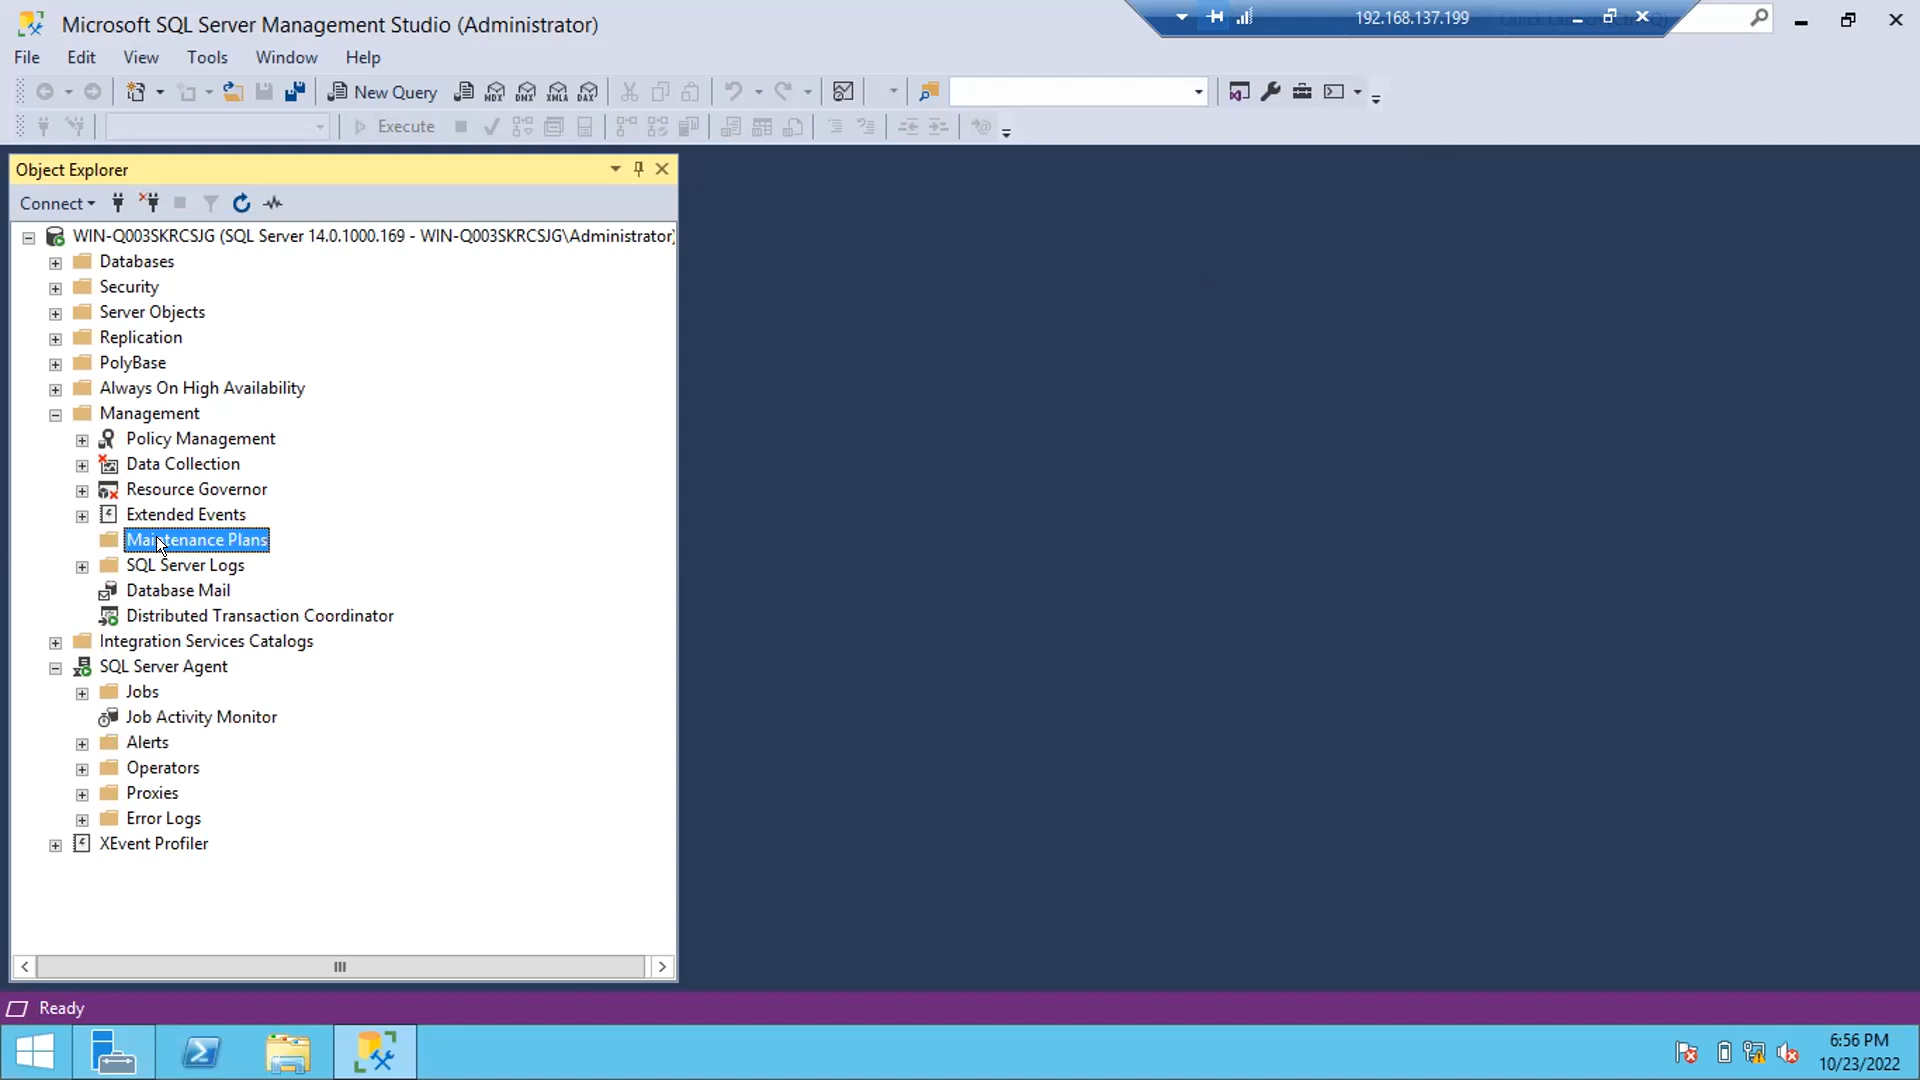 Microsoft SQL Server Management Studio (Administrator)
192.168.137.199
File Edit View Tools Window Help
New Query
MDX DMX XMLA DAX
Execute
Object Explorer
Connect
WIN-Q003SKRCSJG (SQL Server 14.0.1000.169 - WIN-Q003SKRCSJG\Administrator)
Databases
Security
Server Objects
Replication
PolyBase
Always On High Availability
Management
Policy Management
Data Collection
Resource Governor
Extended Events
Maintenance Plans
SQL Server Logs
Database Mail
Distributed Transaction Coordinator
Integration Services Catalogs
SQL Server Agent
Jobs
Job Activity Monitor
Alerts
Operators
Proxies
Error Logs
XEvent Profiler
Ready
6:56 PM
10/23/2022